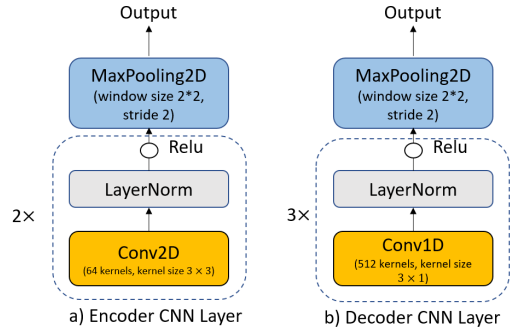 Output
MaxPooling2D
(window size 2*2,
stride 2)
Relu
LayerNorm
2×
Conv2D
(64 kernels, kernel size 3 × 3)
a) Encoder CNN Layer
Output
MaxPooling2D
(window size 2*2,
stride 2)
Relu
LayerNorm
3×
Conv1D
(512 kernels, kernel size
3 × 1)
b) Decoder CNN Layer